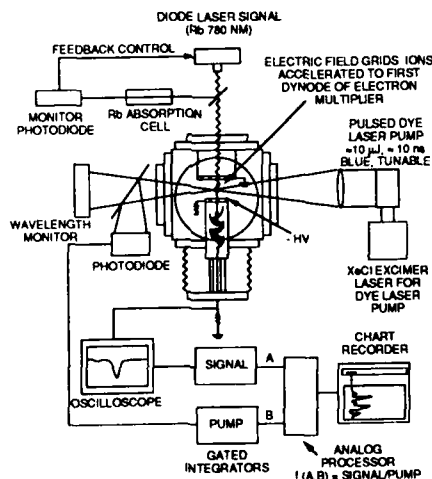 DIODE LASER SIGNAL
(Rb 780 NM)
FEEDBACK CONTROL
ELECTRIC FIELD GRIDS IONS
ACCELERATED TO FIRST
DYNODE OF ELECTRON
MULTIPLIER
MONITOR
PHOTODIODE
Rb ABSORPTION
CELL
PULSED DYE
LASER PUMP
≈10 μJ, ≈ 10 ns
BLUE, TUNABLE
WAVELENGTH
MONITOR
PHOTODIODE
- HV
XeCl EXCIMER
LASER FOR
DYE LASER
PUMP
CHART
RECORDER
OSCILLOSCOPE
SIGNAL
A
PUMP
B
GATED
INTEGRATORS
ANALOG
PROCESSOR
f (A,B) = SIGNAL/PUMP